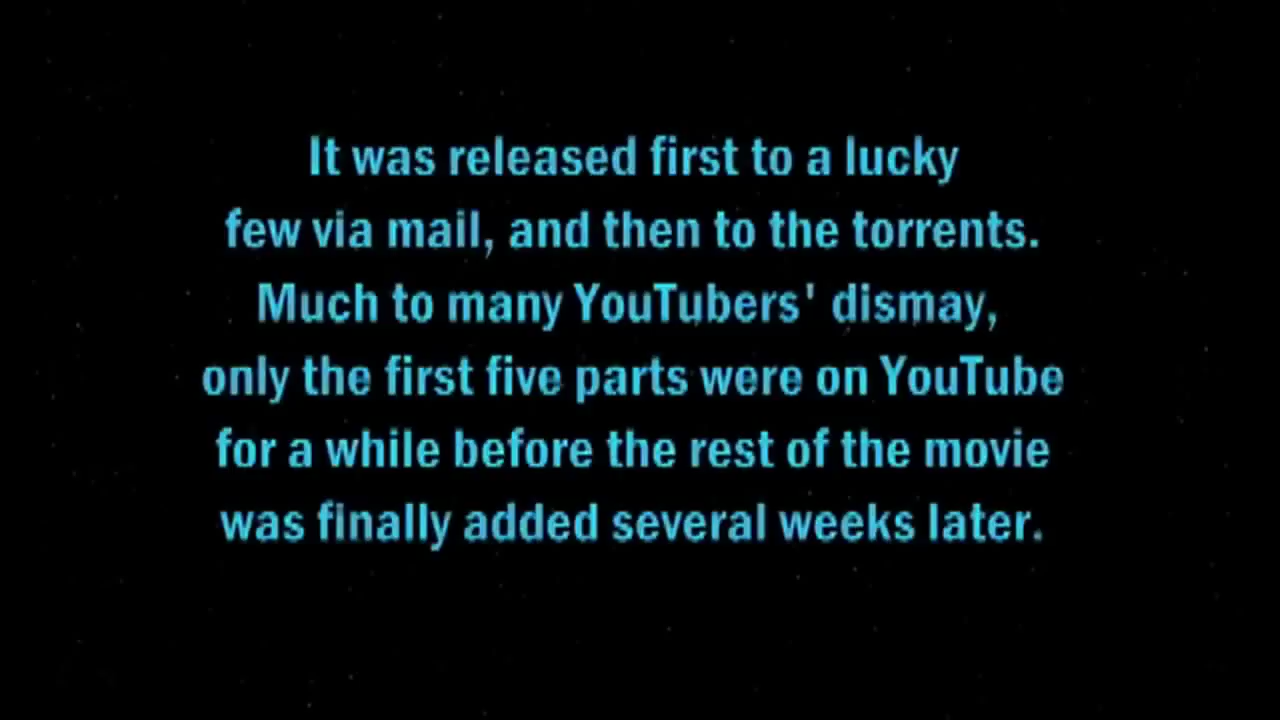 It was released first to a lucky
few via mail, and then to the torrents.
Much to many YouTubers' dismay,
only the first five parts were on YouTube
for a while before the rest of the movie
was finally added several weeks later.